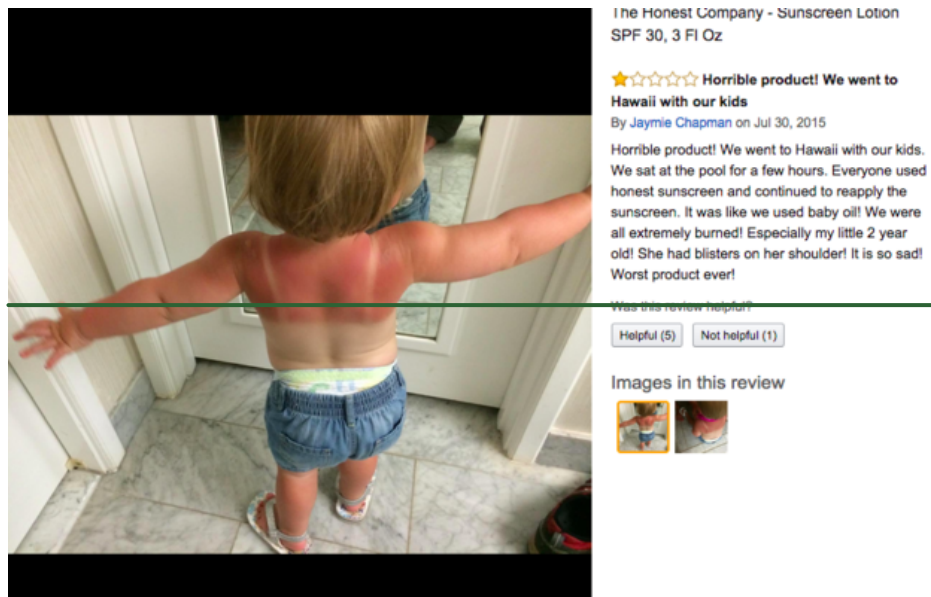 The Honest Company - Sunscreen Lotion
SPF 30, 3 Fl Oz
Horrible product! We went to
Hawaii with our kids
By Jaymie Chapman on Jul 30, 2015
Horrible product! We went to Hawaii with our kids.
We sat at the pool for a few hours. Everyone used
honest sunscreen and continued to reapply the
sunscreen. It was like we used baby oil! We were
all extremely burned! Especially my little 2 year
old! She had blisters on her shoulder! It is so sad!
Worst product ever!
Was this review helpful?
Helpful (5) Not helpful (1)
Images in this review